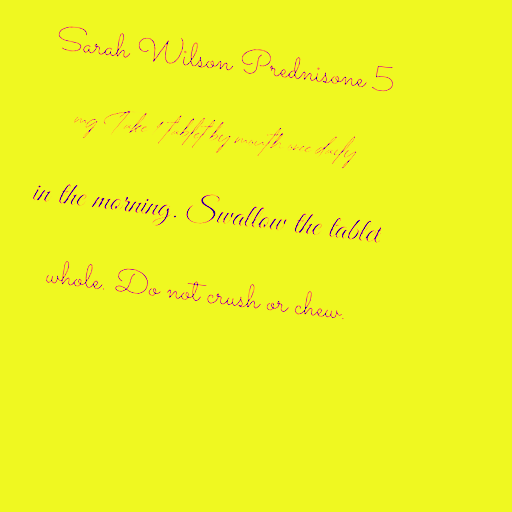 Sarah Wilson Prednisone 5
mg Take 1 tablet by mouth once daily
in the morning. Swallow the tablet
whole. Do not crush or chew.